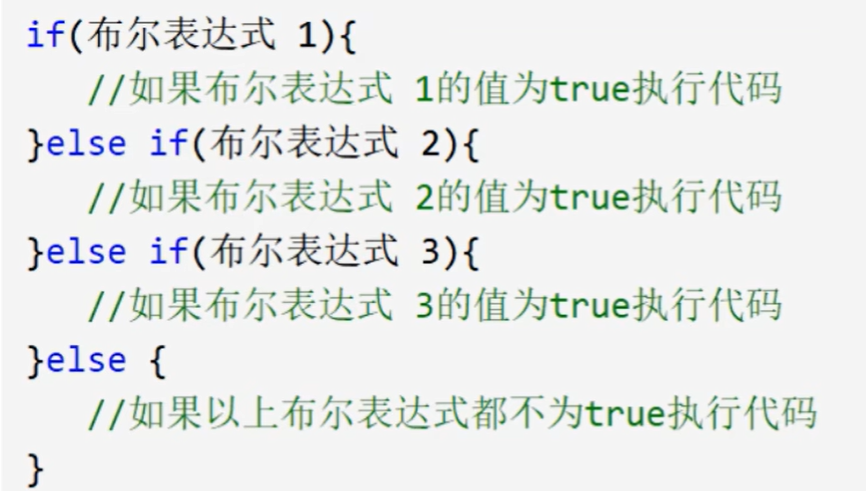 if(布尔表达式 1){
//如果布尔表达式 1的值为true执行代码
}else if(布尔表达式 2){
//如果布尔表达式 2的值为true执行代码
}else if(布尔表达式 3){
//如果布尔表达式 3的值为true执行代码
}else {
//如果以上布尔表达式都不为true执行代码
}